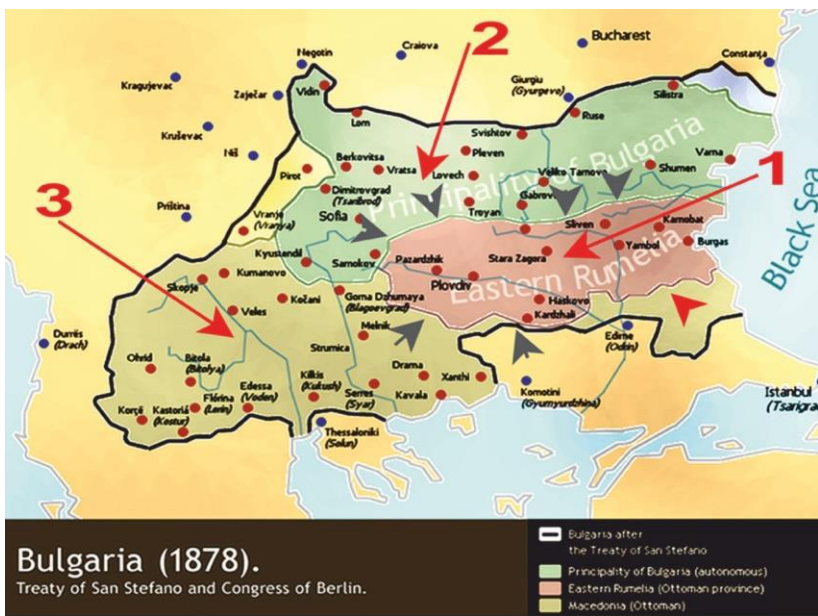 Negotin
Craiova
2
Bucharest
Constanţa
Kragujevac
Zaječar
Vidin
Giurgiu
(Gyurgevo)
Silistra
Lom
Ruse
Kruševac
Svishtov
Niš
Berkovitsa
Vratsa
Pleven
Principality of Bulgaria
Varna
Pirot
Lovech
Veliko Tarnovo
Shumen
1
Dimitrovgrad
(Tsaribrod)
Gabrovo
3
Priština
Vranje
(Vranya)
Sofia
Troyan
Sliven
Karnobat
Black Sea
Kyustendil
Samokov
Pazardzhik
Stara Zagora
Yambol
Burgas
Skopje
Kumanovo
Plovdiv
Eastern Rumelia
Kočani
Gorna Dzhumaya
(Blagoevgrad)
Haskovo
Veles
Kardzhali
Durrës
(Drach)
Melnik
Edirne
(Odrin)
Ohrid
Bitola
(Bitolya)
Strumica
Drama
Xanthi
Edessa
(Voden)
Kilkis
(Kukush)
Komotini
(Gyumyurdzhina)
Istanbul
(Tsarigrad
Korçë
Kastoriá
(Kostur)
Flórina
(Lerin)
Serres
(Syar)
Kavala
Thessaloniki
(Solun)
Bulgaria (1878).
Treaty of San Stefano and Congress of Berlin.
Bulgaria after
the Treaty of San Stefano
Principality of Bulgaria (autonomous)
Eastern Rumelia (Ottoman province)
Macedonia (Ottoman)